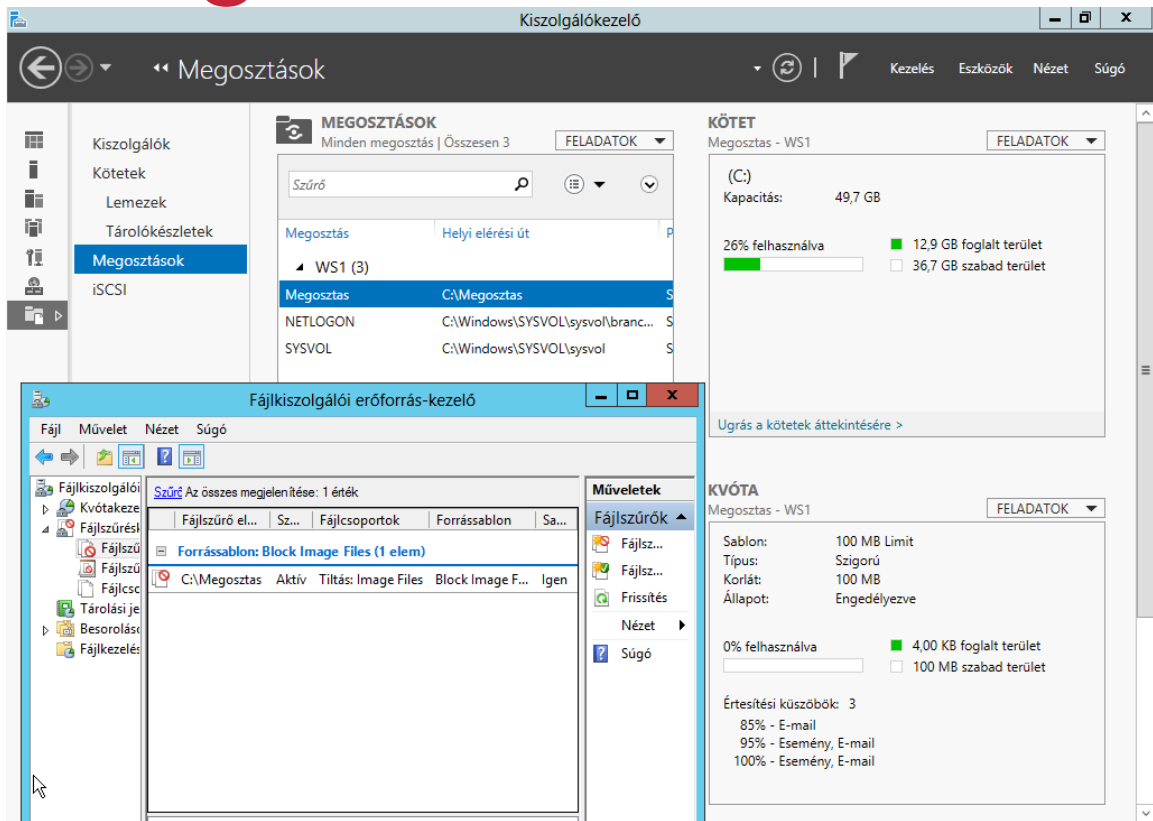 Kiszolgálókezelő
Megosztások
Kezelés Eszközök Nézet Súgó
Kiszolgálók
Kötetek
Lemezek
Tárolókészletek
Megosztások
iSCSI
MEGOSZTÁSOK
Minden megosztás | Összesen 3
FELADATOK
Szűrő
Megosztás Helyi elérési út P
WS1 (3)
Megosztas C:\Megosztas S
NETLOGON C:\Windows\SYSVOL\sysvol\branc... S
SYSVOL C:\Windows\SYSVOL\sysvol S
KÖTET
Megosztas - WS1
FELADATOK
(C:)
Kapacitás: 49,7 GB
26% felhasználva
12,9 GB foglalt terület
36,7 GB szabad terület
Ugrás a kötetek áttekintésére >
KVÓTA
Megosztas - WS1
FELADATOK
Sablon: 100 MB Limit
Típus: Szigorú
Korlát: 100 MB
Állapot: Engedélyezve
0% felhasználva
4,00 KB foglalt terület
100 MB szabad terület
Értesítési küszöbök: 3
85% - E-mail
95% - Esemény, E-mail
100% - Esemény, E-mail
Fájlkiszolgálói erőforrás-kezelő
Fájl Művelet Nézet Súgó
Fájlkiszolgálói
Kvótakeze
Fájlszűrésk
Fájlszű
Fájlszű
Fájlcso
Tárolási je
Besoroláso
Fájlkezelés
Szűrő Az összes megjelenítése: 1 érték
Fájlszűrő el... Sz... Fájlcsoportok Forrássablon Sa...
Forrássablon: Block Image Files (1 elem)
C:\Megosztas Aktív Tiltás: Image Files Block Image F... Igen
Műveletek
Fájlszűrők
Fájlsz...
Fájlsz...
Frissítés
Nézet
Súgó